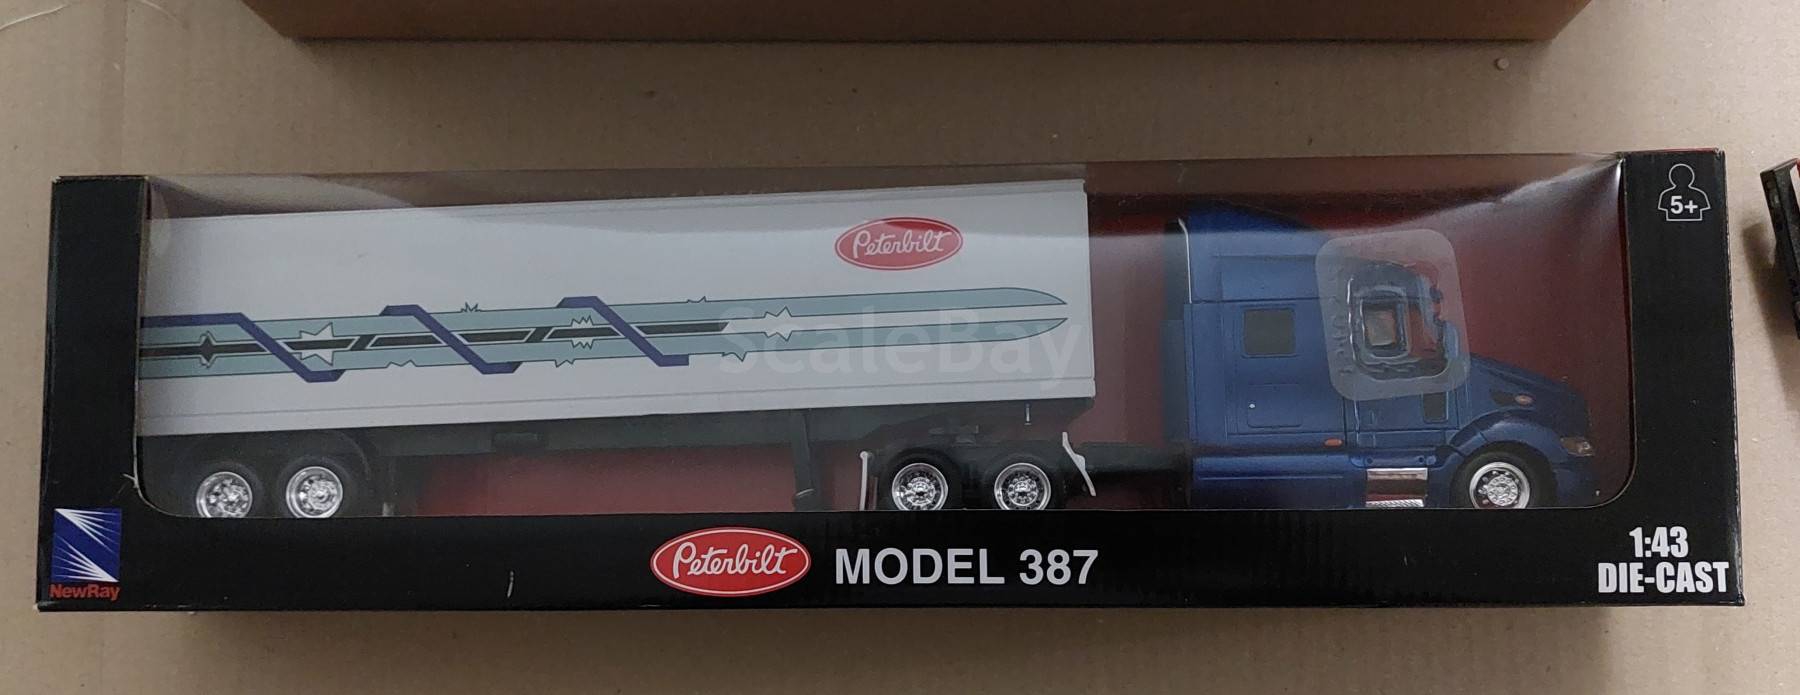 5+
Peterbilt
ScaleBay
NewRay
Peterbilt MODEL 387
1:43
DIE-CAST